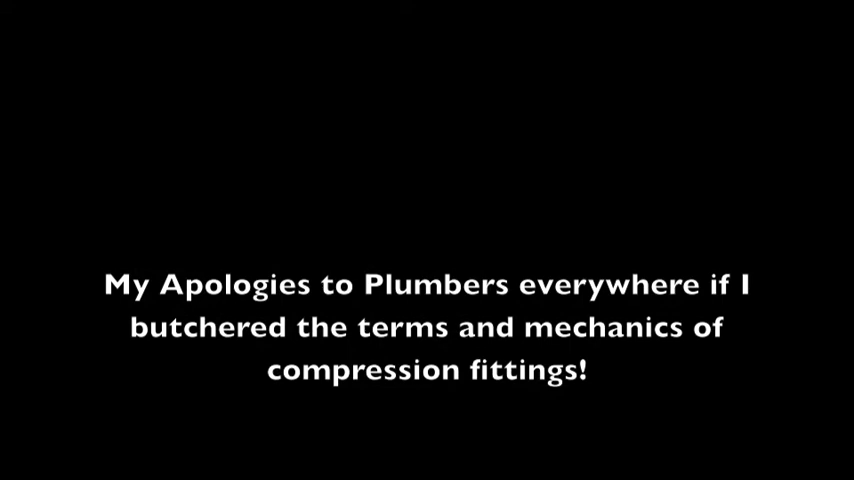 My Apologies to Plumbers everywhere if I
butchered the terms and mechanics of
compression fittings!